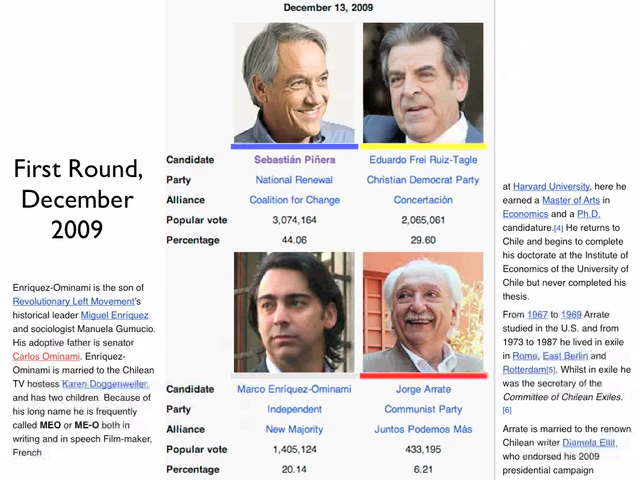 December 13, 2009
First Round,
December
2009
Candidate Sebastián Piñera Eduardo Frei Ruiz-Tagle
Party National Renewal Christian Democrat Party
Alliance Coalition for Change Concertación
Popular vote 3,074,164 2,065,061
Percentage 44.06 29.60
Candidate Marco Enríquez-Ominami Jorge Arrate
Party Independent Communist Party
Alliance New Majority Juntos Podemos Más
Popular vote 1,405,124 433,195
Percentage 20.14 6.21
Enriquez-Ominami is the son of
Revolutionary Left Movement's
historical leader Miguel Enríquez
and sociologist Manuela Gumucio.
His adoptive father is senator
Carlos Ominami. Enriquez-
Ominami is married to the Chilean
TV hostess Karen Doggenweiler,
and has two children. Because of
his long name he is frequently
called MEO or ME-O both in
writing and in speech Film-maker,
French
at Harvard University, here he
earned a Master of Arts in
Economics and a Ph.D.
candidature.[4] He returns to
Chile and begins to complete
his doctorate at the Institute of
Economics of the University of
Chile but never completed his
thesis.
From 1967 to 1969 Arrate
studied in the U.S. and from
1973 to 1987 he lived in exile
in Rome, East Berlin and
Rotterdam[5]. Whilst in exile he
was the secretary of the
Committee of Chilean Exiles.
[6]
Arrate is married to the renown
Chilean writer Diamela Eltit,
who endorsed his 2009
presidential campaign